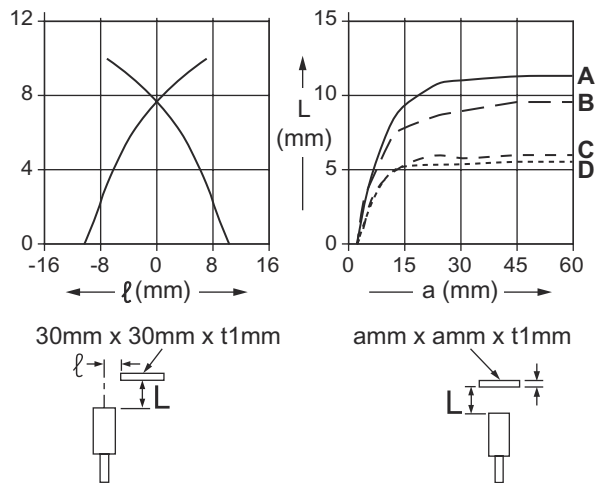 12
8
4
0
-16 -8 0 8 16
ℓ (mm)
L
(mm)
15
10
5
0
0 15 30 45 60
a (mm)
A
B
C
D
30mm x 30mm x t1mm
ℓ
L
amm x amm x t1mm
L